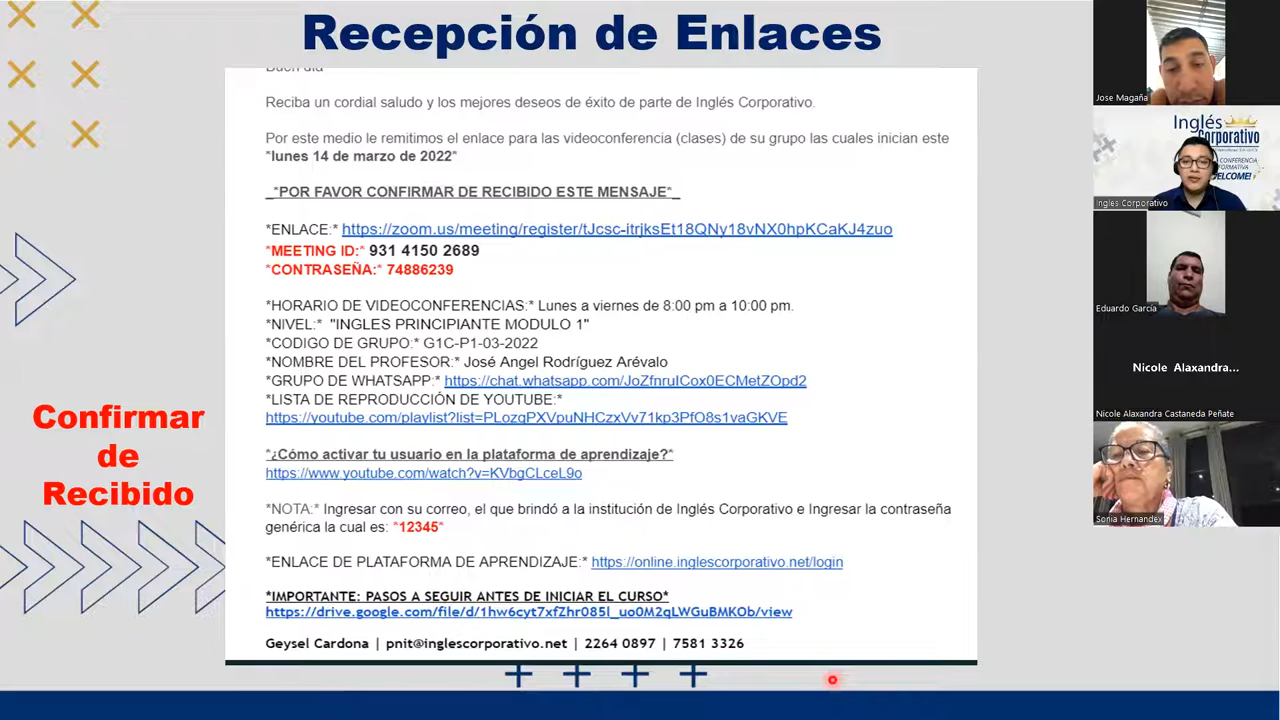 Recepción de Enlaces
Buen día
Reciba un cordial saludo y los mejores deseos de éxito de parte de Inglés Corporativo.
Por este medio le remitimos el enlace para las videoconferencia (clases) de su grupo las cuales inician este
*lunes 14 de marzo de 2022*
_*POR FAVOR CONFIRMAR DE RECIBIDO ESTE MENSAJE*_
*ENLACE:* https://zoom.us/meeting/register/tJcsc-itrjksEt18QNy18vNX0hpKCaKJ4zuo
*MEETING ID:* 931 4150 2689
*CONTRASEÑA:* 74886239
*HORARIO DE VIDEOCONFERENCIAS:* Lunes a viernes de 8:00 pm a 10:00 pm.
*NIVEL:* "INGLES PRINCIPIANTE MODULO 1"
*CODIGO DE GRUPO:* G1C-P1-03-2022
*NOMBRE DEL PROFESOR:* José Angel Rodríguez Arévalo
*GRUPO DE WHATSAPP:* https://chat.whatsapp.com/JoZfnruICox0ECMetZOpd2
*LISTA DE REPRODUCCIÓN DE YOUTUBE:*
https://youtube.com/playlist?list=PLozqPXVpuNHCzxVv71kp3PfO8s1vaGKVE
*¿Cómo activar tu usuario en la plataforma de aprendizaje?*
https://www.youtube.com/watch?v=KVbgCLceL9o
*NOTA:* Ingresar con su correo, el que brindó a la institución de Inglés Corporativo e Ingresar la contraseña
genérica la cual es: *12345*
*ENLACE DE PLATAFORMA DE APRENDIZAJE:* https://online.inglescorporativo.net/login
*IMPORTANTE: PASOS A SEGUIR ANTES DE INICIAR EL CURSO*
https://drive.google.com/file/d/1hw6cyt7xfZhr085l_uo0M2qLWGuBMKOb/view
Geysel Cardona | pnit@inglescorporativo.net | 2264 0897 | 7581 3326
Confirmar
de
Recibido
Jose Magaña
Inglés
Corporativo
CONFERENCIA
WELCOME!
Ingles Corporativo
Eduardo García
Nicole Alaxandra...
Nicole Alaxandra Castaneda Peñate
Sonia Hernandez